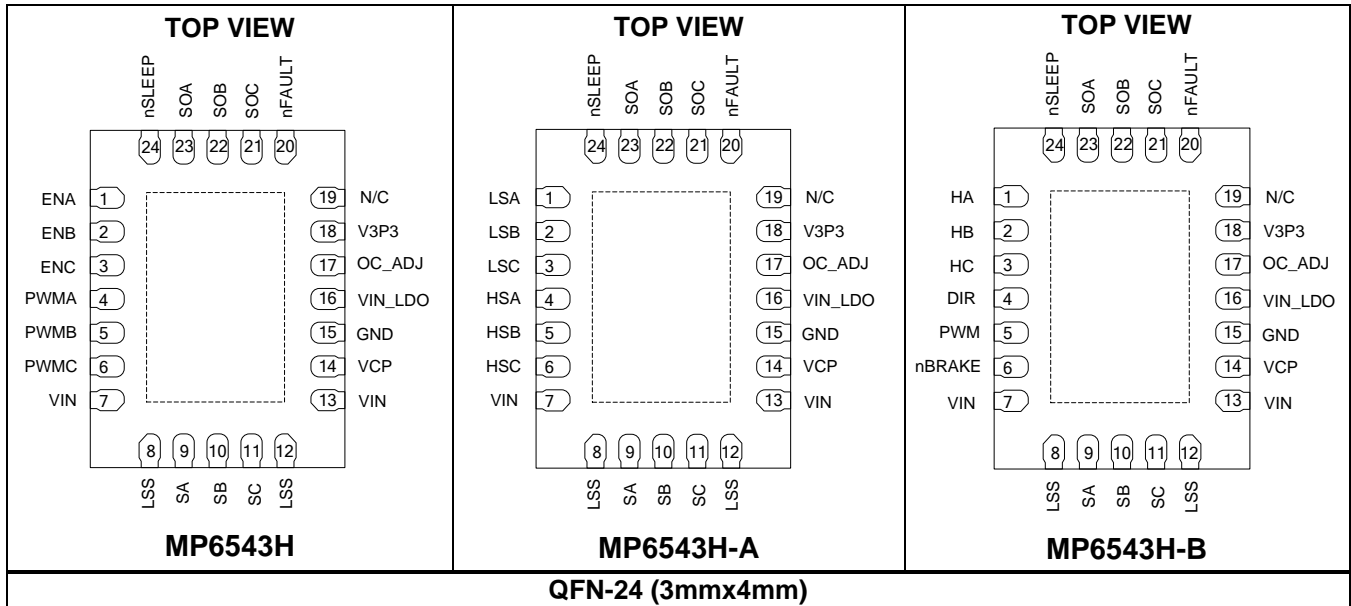 TOP VIEW
nSLEEP SOA SOB SOC nFAULT
24 23 22 21 20
ENA 1 19 N/C
ENB 2 18 V3P3
ENC 3 17 OC_ADJ
PWMA 4 16 VIN_LDO
PWMB 5 15 GND
PWMC 6 14 VCP
VIN 7 13 VIN
8 9 10 11 12
LSS SA SB SC LSS
MP6543H
TOP VIEW
nSLEEP SOA SOB SOC nFAULT
24 23 22 21 20
LSA 1 19 N/C
LSB 2 18 V3P3
LSC 3 17 OC_ADJ
HSA 4 16 VIN_LDO
HSB 5 15 GND
HSC 6 14 VCP
VIN 7 13 VIN
8 9 10 11 12
LSS SA SB SC LSS
MP6543H-A
TOP VIEW
nSLEEP SOA SOB SOC nFAULT
24 23 22 21 20
HA 1 19 N/C
HB 2 18 V3P3
HC 3 17 OC_ADJ
DIR 4 16 VIN_LDO
PWM 5 15 GND
nBRAKE 6 14 VCP
VIN 7 13 VIN
8 9 10 11 12
LSS SA SB SC LSS
MP6543H-B
QFN-24 (3mmx4mm)